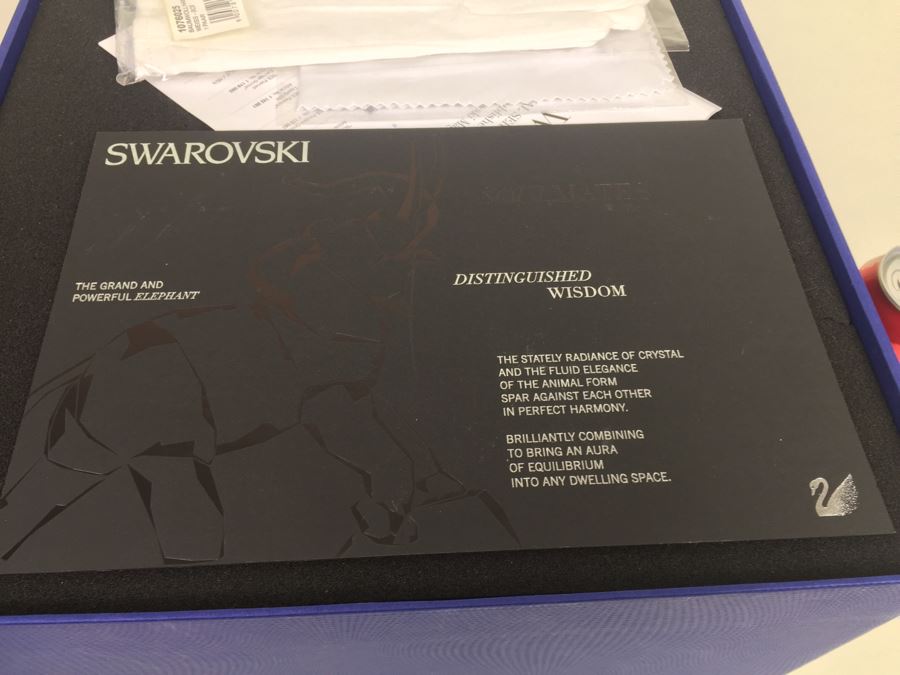 1076025
SWAROVSKI
THE GRAND AND
POWERFUL ELEPHANT
DISTINGUISHED
WISDOM
THE STATELY RADIANCE OF CRYSTAL
AND THE FLUID ELEGANCE
OF THE ANIMAL FORM
SPAR AGAINST EACH OTHER
IN PERFECT HARMONY.
BRILLIANTLY COMBINING
TO BRING AN AURA
OF EQUILIBRIUM
INTO ANY DWELLING SPACE.